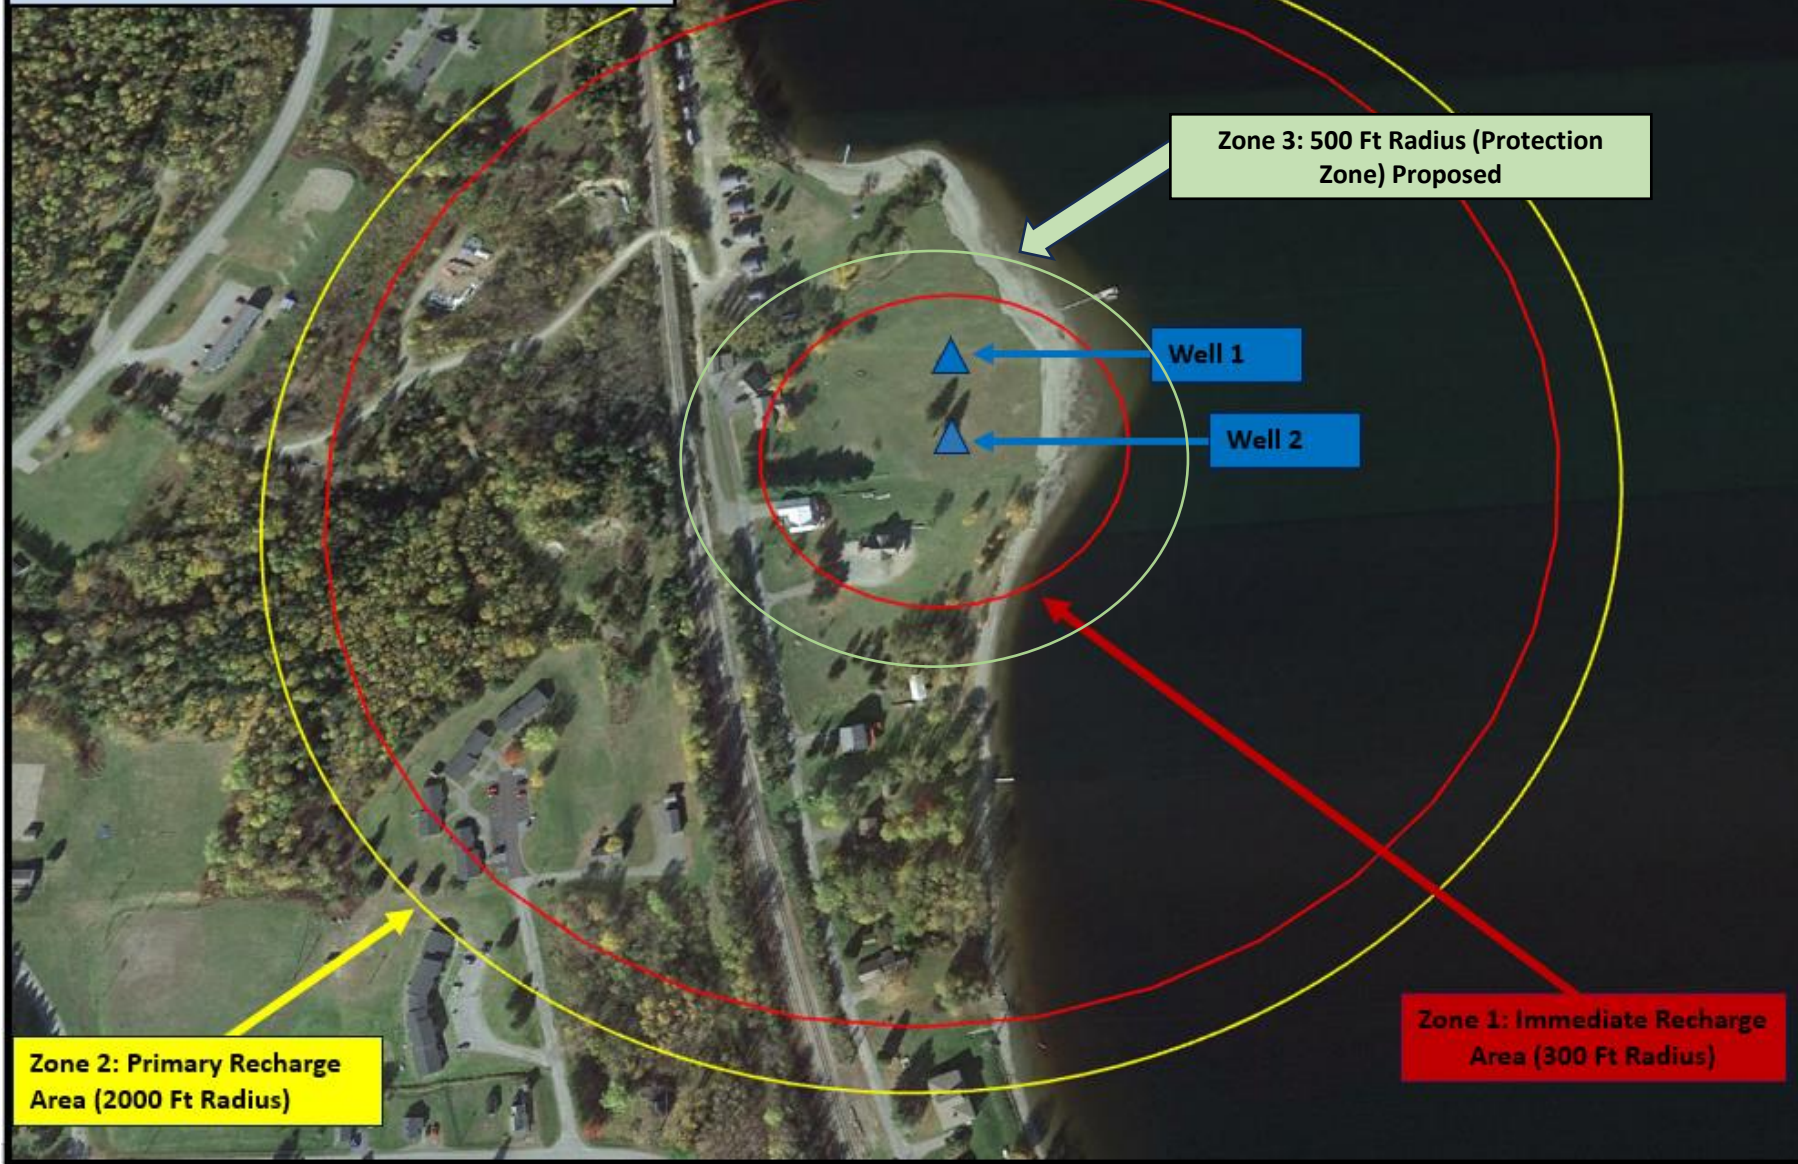 Zone 3: 500 Ft Radius (Protection
Zone) Proposed
Well 1
Well 2
Zone 1: Immediate Recharge
Area (300 Ft Radius)
Zone 2: Primary Recharge
Area (2000 Ft Radius)